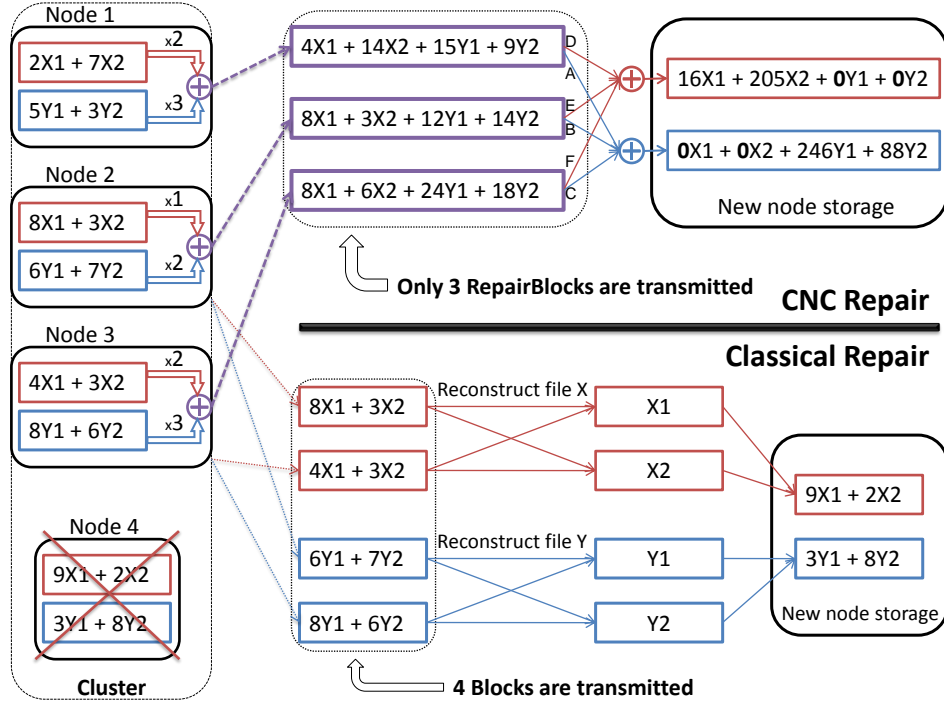 Node 1
x2
2X1 + 7X2
5Y1 + 3Y2
x3
Node 2
x1
8X1 + 3X2
6Y1 + 7Y2
x2
Node 3
x2
4X1 + 3X2
8Y1 + 6Y2
x3
Node 4
9X1 + 2X2
3Y1 + 8Y2
Cluster
4X1 + 14X2 + 15Y1 + 9Y2
8X1 + 3X2 + 12Y1 + 14Y2
8X1 + 6X2 + 24Y1 + 18Y2
D
A
E
B
F
C
16X1 + 205X2 + 0Y1 + 0Y2
0X1 + 0X2 + 246Y1 + 88Y2
New node storage
Only 3 RepairBlocks are transmitted
CNC Repair
Classical Repair
8X1 + 3X2
4X1 + 3X2
6Y1 + 7Y2
8Y1 + 6Y2
Reconstruct file X
Reconstruct file Y
X1
X2
Y1
Y2
9X1 + 2X2
3Y1 + 8Y2
New node storage
4 Blocks are transmitted